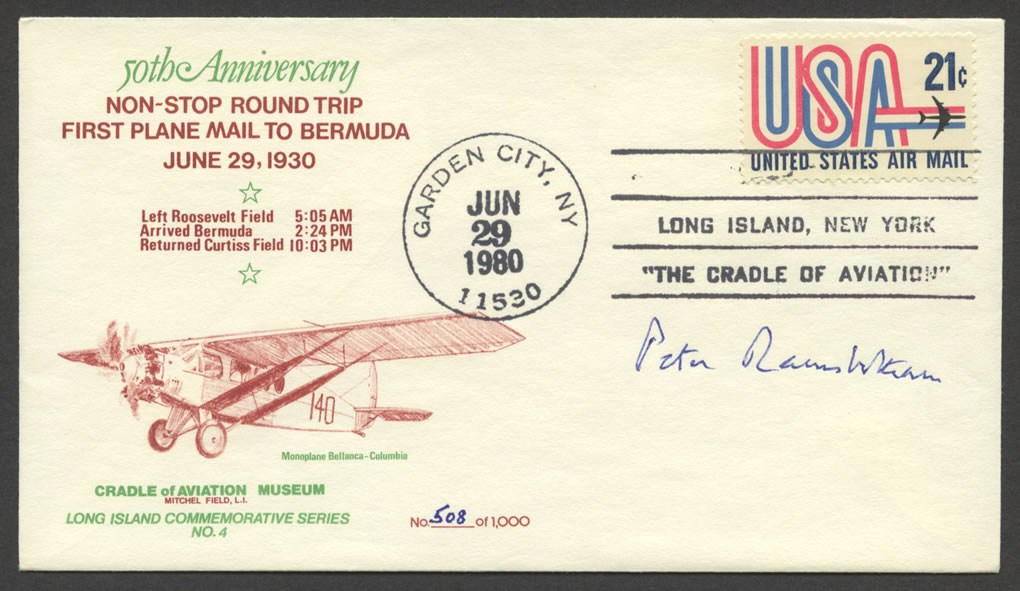 50th Anniversary
NON-STOP ROUND TRIP
FIRST PLANE MAIL TO BERMUDA
JUNE 29, 1930
Left Roosevelt Field 5:05 AM
Arrived Bermuda 2:24 PM
Returned Curtiss Field 10:03 PM
140
Monoplane Bellanca-Columbia
CRADLE of AVIATION MUSEUM
MITCHEL FIELD, L.I.
LONG ISLAND COMMEMORATIVE SERIES
NO. 4
No. 508 of 1,000
GARDEN CITY, NY
JUN
29
1980
11530
USA 21¢
UNITED STATES AIR MAIL
LONG ISLAND, NEW YORK
"THE CRADLE OF AVIATION"
Peter